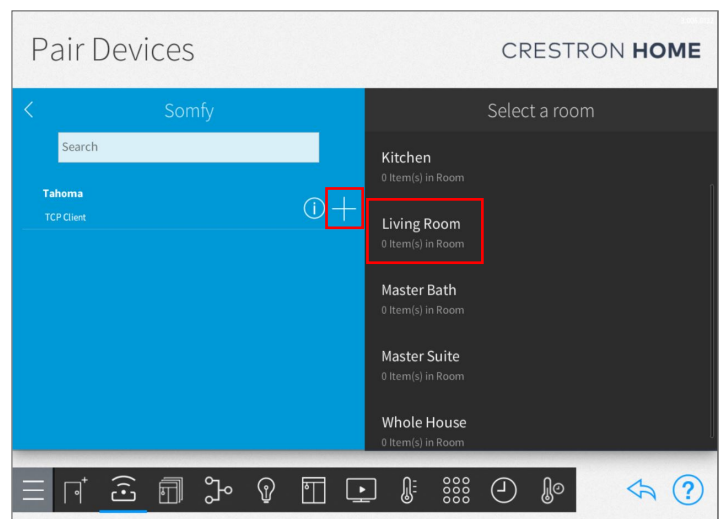 Pair Devices
CRESTRON HOME
Somfy
Select a room
Search
Tahoma
TCP Client
Kitchen
0 Item(s) in Room
Living Room
0 Item(s) in Room
Master Bath
0 Item(s) in Room
Master Suite
0 Item(s) in Room
Whole House
0 Item(s) in Room